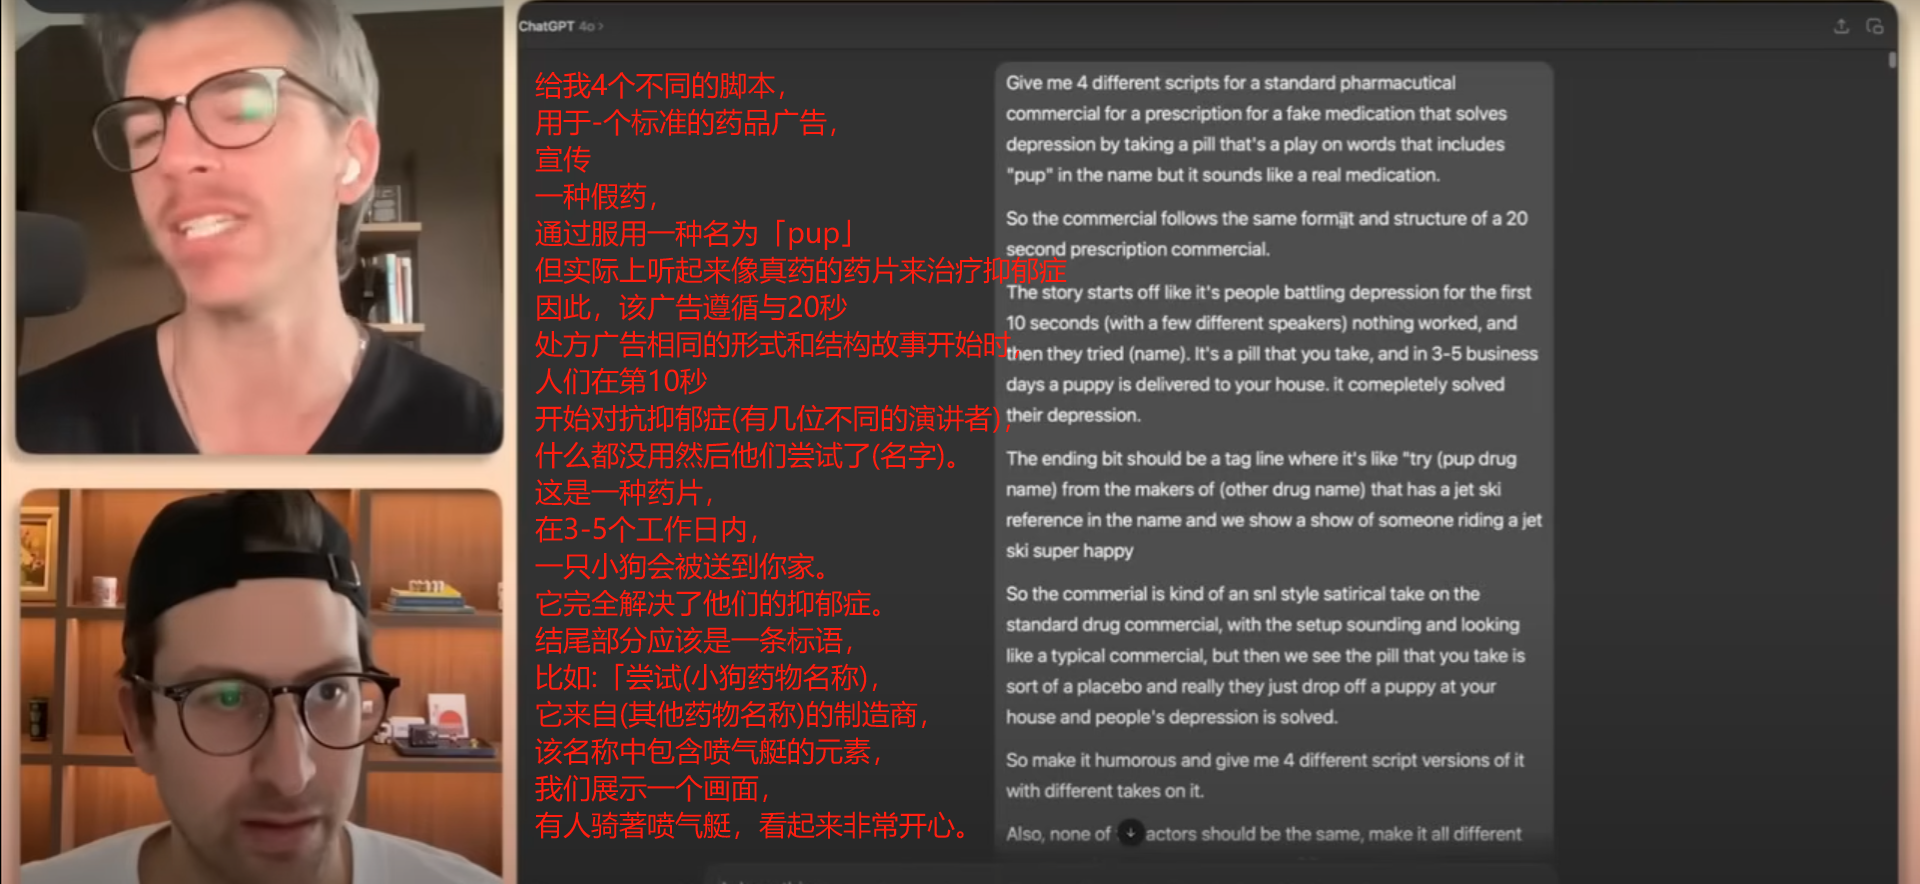 ChatGPT 4o >
给我4个不同的脚本，
用于-个标准的药品广告，
宣传
一种假药，
通过服用一种名为「pup」
但实际上听起来像真药的药片来治疗抑郁症
因此，该广告遵循与20秒
处方广告相同的形式和结构故事开始时，
人们在第10秒
开始对抗抑郁症(有几位不同的演讲者)，
什么都没用然后他们尝试了(名字)。
这是一种药片，
在3-5个工作日内，
一只小狗会被送到你家。
它完全解决了他们的抑郁症。
结尾部分应该是一条标语，
比如:「尝试(小狗药物名称)，
它来自(其他药物名称)的制造商，
该名称中包含喷气艇的元素，
我们展示一个画面，
有人骑著喷气艇，看起来非常开心。
Give me 4 different scripts for a standard pharmacutical
commercial for a prescription for a fake medication that solves
depression by taking a pill that's a play on words that includes
"pup" in the name but it sounds like a real medication.
So the commercial follows the same format and structure of a 20
second prescription commercial.
The story starts off like it's people battling depression for the first
10 seconds (with a few different speakers) nothing worked, and
then they tried (name). It's a pill that you take, and in 3-5 business
days a puppy is delivered to your house. it comepletely solved
their depression.
The ending bit should be a tag line where it's like "try (pup drug
name) from the makers of (other drug name) that has a jet ski
reference in the name and we show a show of someone riding a jet
ski super happy
So the commerial is kind of an snl style satirical take on the
standard drug commercial, with the setup sounding and looking
like a typical commercial, but then we see the pill that you take is
sort of a placebo and really they just drop off a puppy at your
house and people's depression is solved.
So make it humorous and give me 4 different script versions of it
with different takes on it.
Also, none of actors should be the same, make it all different